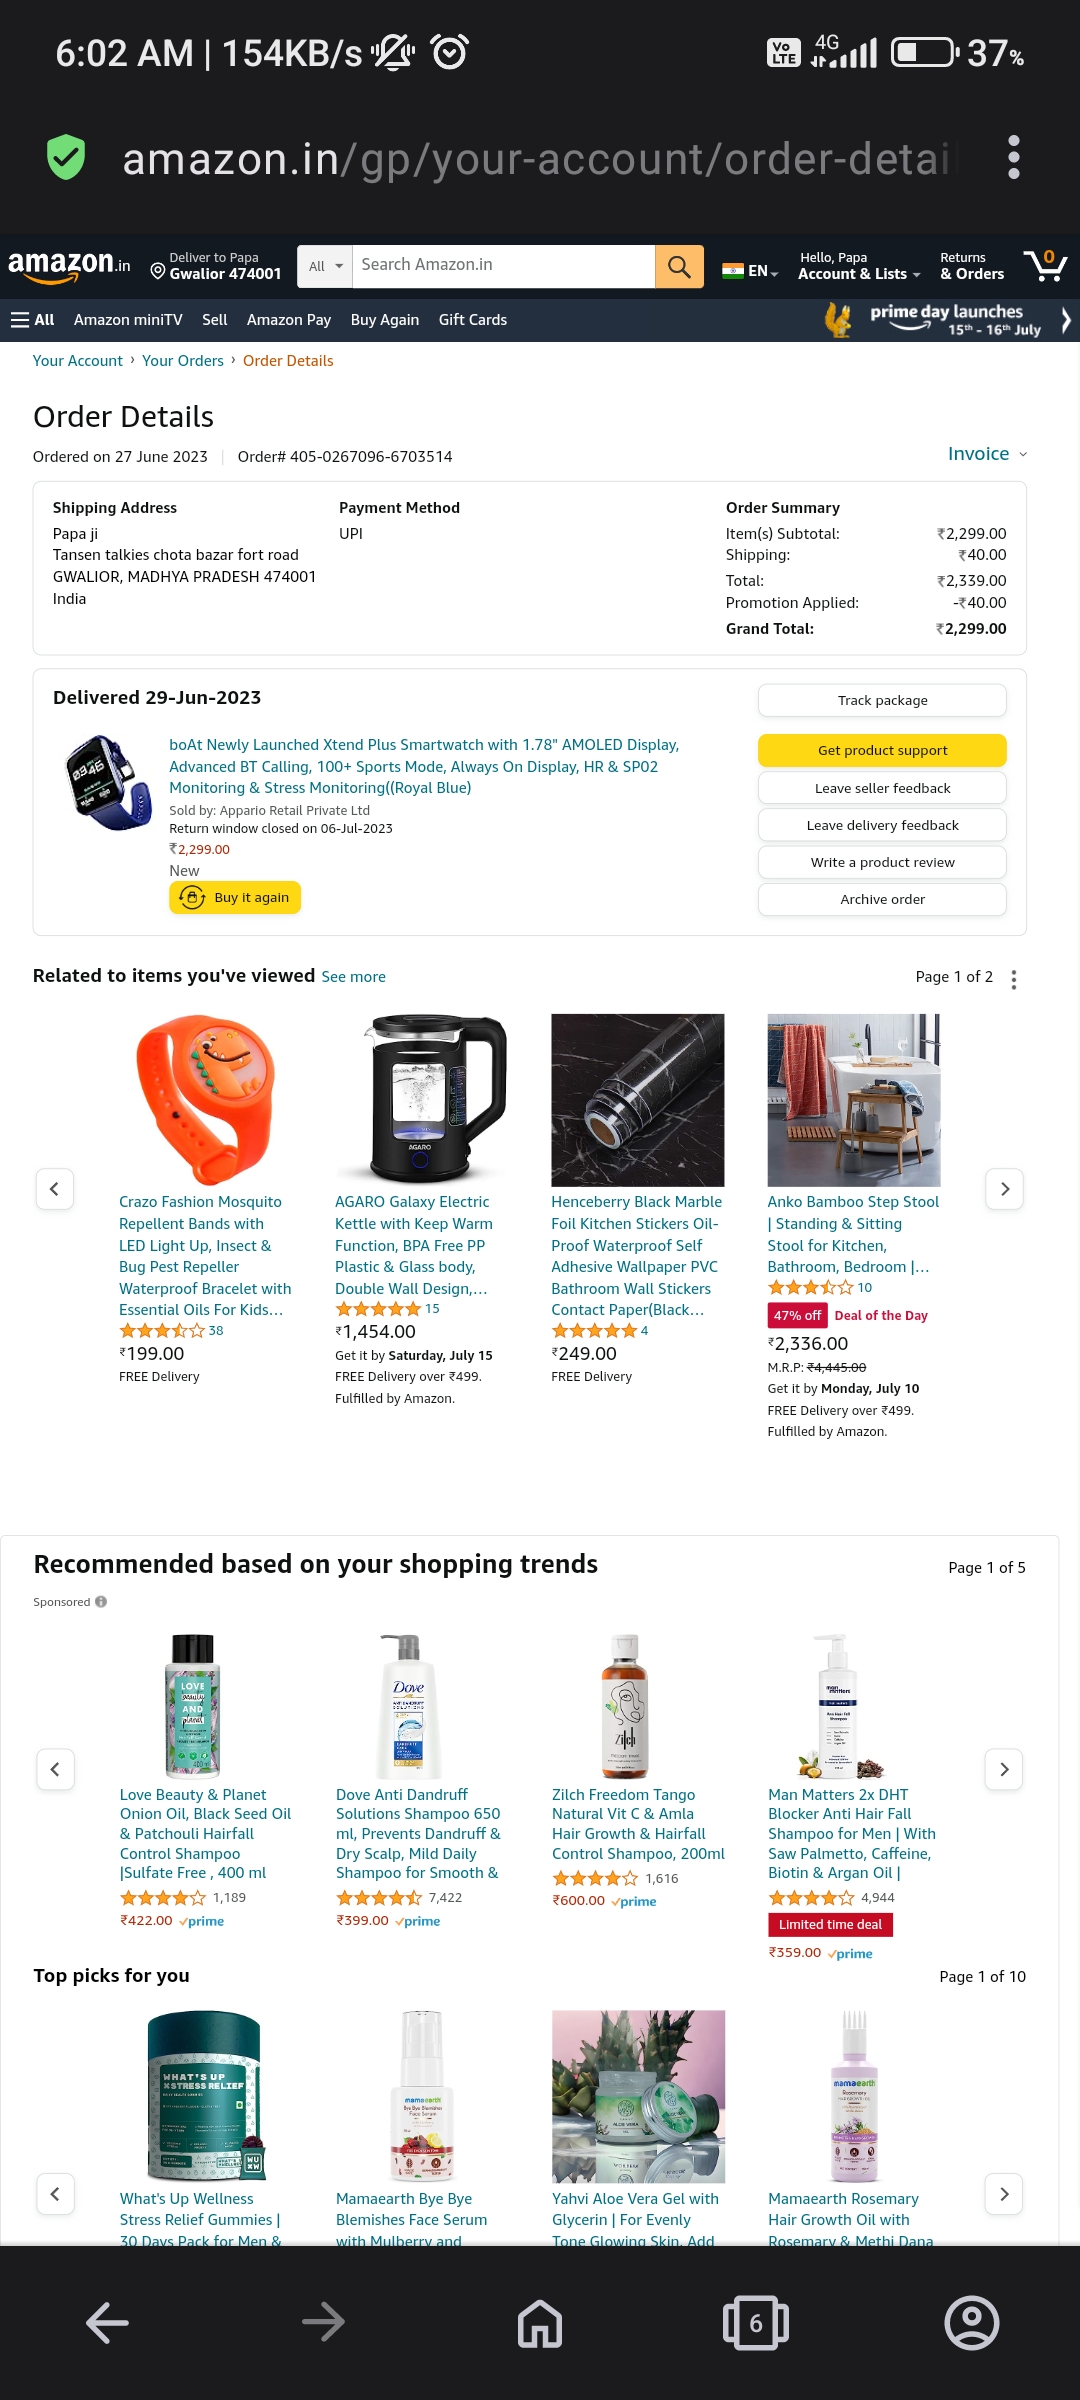 6:02 AM | 154KB/s
Vo LTE 4G 37%
amazon.in/gp/your-account/order-detai
amazon.in
Deliver to Papa
Gwalior 474001
All
Search Amazon.in
EN
Hello, Papa
Account & Lists
Returns
& Orders
0
All Amazon miniTV Sell Amazon Pay Buy Again Gift Cards
prime day launches
15th - 16th July
Your Account › Your Orders › Order Details
Order Details
Ordered on 27 June 2023 | Order# 405-0267096-6703514
Invoice
Shipping Address
Papa ji
Tansen talkies chota bazar fort road
GWALIOR, MADHYA PRADESH 474001
India
Payment Method
UPI
Order Summary
Item(s) Subtotal: ₹2,299.00
Shipping: ₹40.00
Total: ₹2,339.00
Promotion Applied: -₹40.00
Grand Total: ₹2,299.00
Delivered 29-Jun-2023
boAt Newly Launched Xtend Plus Smartwatch with 1.78" AMOLED Display,
Advanced BT Calling, 100+ Sports Mode, Always On Display, HR & SP02
Monitoring & Stress Monitoring((Royal Blue)
Sold by: Appario Retail Private Ltd
Return window closed on 06-Jul-2023
₹2,299.00
New
Buy it again
Track package
Get product support
Leave seller feedback
Leave delivery feedback
Write a product review
Archive order
Related to items you've viewed See more
Page 1 of 2
AGARO
Crazo Fashion Mosquito
Repellent Bands with
LED Light Up, Insect &
Bug Pest Repeller
Waterproof Bracelet with
Essential Oils For Kids...
38
₹199.00
FREE Delivery
AGARO Galaxy Electric
Kettle with Keep Warm
Function, BPA Free PP
Plastic & Glass body,
Double Wall Design,...
15
₹1,454.00
Get it by Saturday, July 15
FREE Delivery over ₹499.
Fulfilled by Amazon.
Henceberry Black Marble
Foil Kitchen Stickers Oil-
Proof Waterproof Self
Adhesive Wallpaper PVC
Bathroom Wall Stickers
Contact Paper(Black...
4
₹249.00
FREE Delivery
Anko Bamboo Step Stool
| Standing & Sitting
Stool for Kitchen,
Bathroom, Bedroom |...
10
47% off Deal of the Day
₹2,336.00
M.R.P: ₹4,445.00
Get it by Monday, July 10
FREE Delivery over ₹499.
Fulfilled by Amazon.
Recommended based on your shopping trends
Page 1 of 5
Sponsored
LOVE
beauty
AND
planet
Dove
Zilch
man matters
Love Beauty & Planet
Onion Oil, Black Seed Oil
& Patchouli Hairfall
Control Shampoo
|Sulfate Free , 400 ml
1,189
₹422.00 prime
Dove Anti Dandruff
Solutions Shampoo 650
ml, Prevents Dandruff &
Dry Scalp, Mild Daily
Shampoo for Smooth &
7,422
₹399.00 prime
Zilch Freedom Tango
Natural Vit C & Amla
Hair Growth & Hairfall
Control Shampoo, 200ml
1,616
₹600.00 prime
Man Matters 2x DHT
Blocker Anti Hair Fall
Shampoo for Men | With
Saw Palmetto, Caffeine,
Biotin & Argan Oil |
4,944
Limited time deal
₹359.00 prime
Top picks for you
Page 1 of 10
WHAT'S UP
XSTRESS RELIEF
mamaearth
Bye Bye Blemishes
Face Serum
ALOE VERA
mamaearth
Rosemary
What's Up Wellness
Stress Relief Gummies |
30 Days Pack for Men &
Mamaearth Bye Bye
Blemishes Face Serum
with Mulberry and
Yahvi Aloe Vera Gel with
Glycerin | For Evenly
Tone Glowing Skin, Add
Mamaearth Rosemary
Hair Growth Oil with
Rosemary & Methi Dana
6